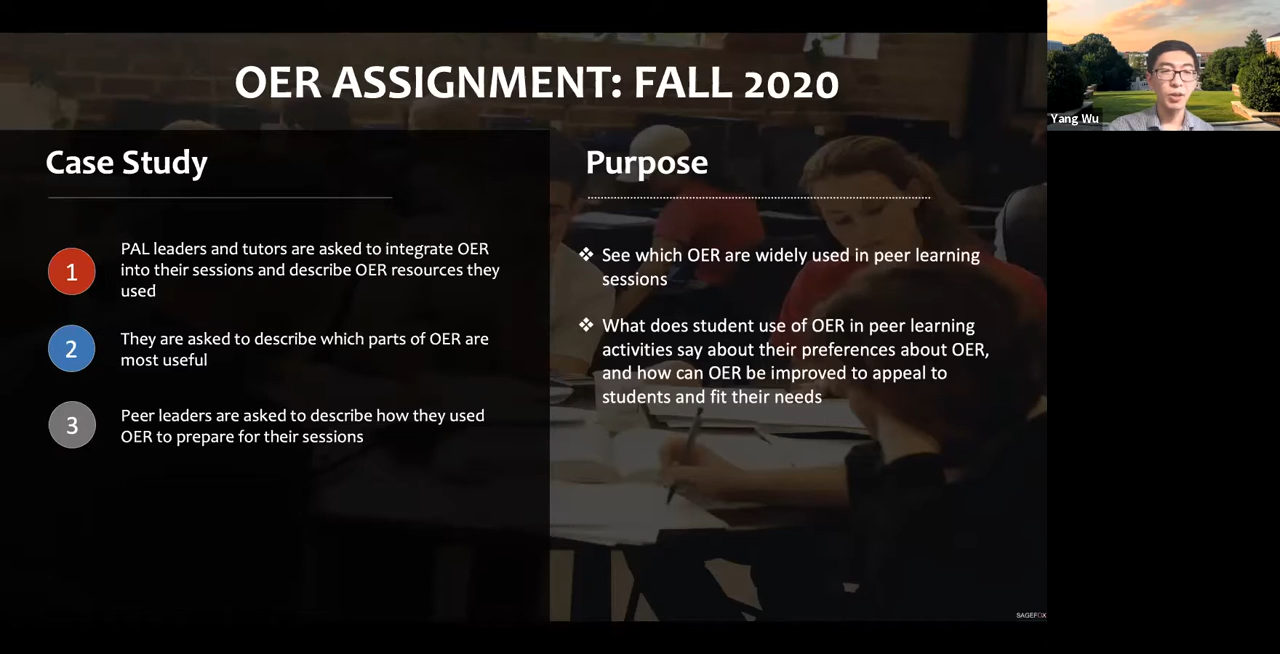 OER ASSIGNMENT: FALL 2020
Case Study
1
PAL leaders and tutors are asked to integrate OER
into their sessions and describe OER resources they
used
2
They are asked to describe which parts of OER are
most useful
3
Peer leaders are asked to describe how they used
OER to prepare for their sessions
Purpose
❖ See which OER are widely used in peer learning
sessions
❖ What does student use of OER in peer learning
activities say about their preferences about OER,
and how can OER be improved to appeal to
students and fit their needs
SAGEFOX
Yang Wu